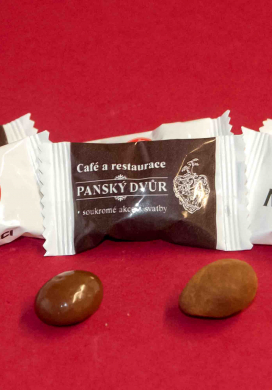 Café a restaurace
PANSKÝ DVŮR
• soukromé akce • svatby